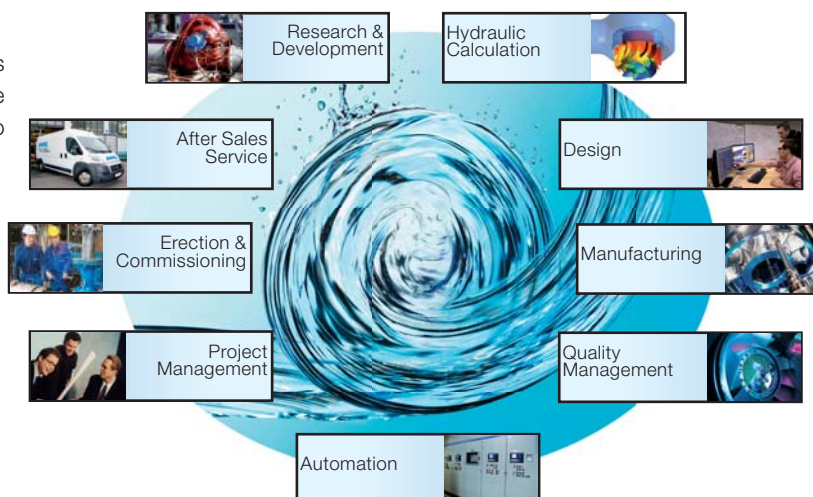 s
e
o
Research &
Development
Hydraulic
Calculation
After Sales
Service
Design
Erection &
Commissioning
Manufacturing
Project
Management
Quality
Management
Automation